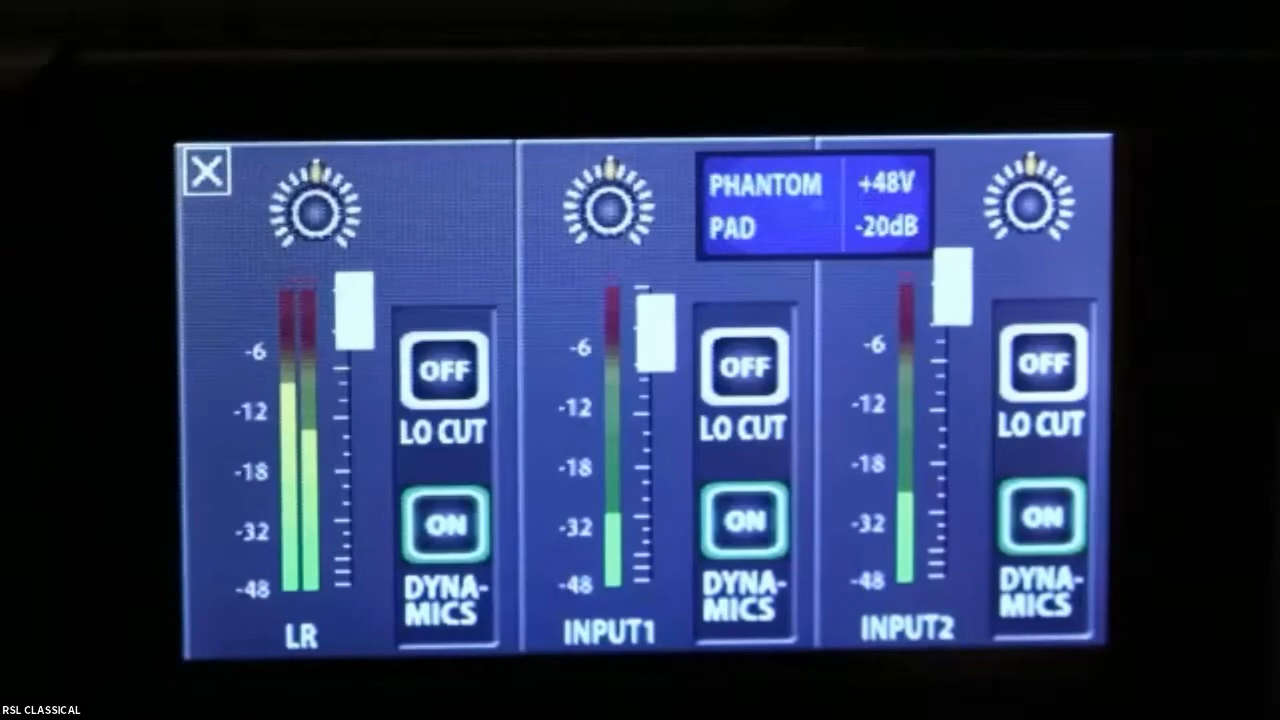 PHANTOM +48V
PAD -20dB
-6
-12
-18
-32
-48
OFF
LO CUT
ON
DYNA-
MICS
LR
-6
-12
-18
-32
-48
OFF
LO CUT
ON
DYNA-
MICS
INPUT1
-6
-12
-18
-32
-48
OFF
LO CUT
ON
DYNA-
MICS
INPUT2
RSL CLASSICAL